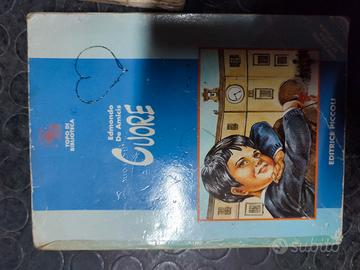 TOPO DI
BIBLIOTECA
Edmondo
De Amicis
CUORE
EDITRICE PICCOLI
subito